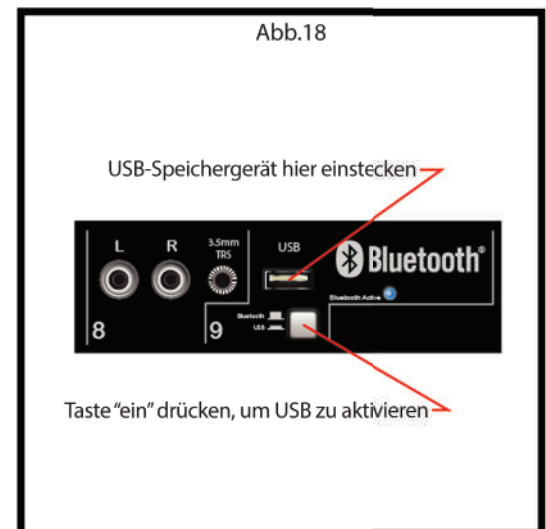 Abb.18
USB-Speichergerät hier einstecken
L R 3.5mm USB
TRS
Bluetooth®
Bluetooth Active
8 9 Bluetooth
USB
Taste “ein” drücken, um USB zu aktivieren